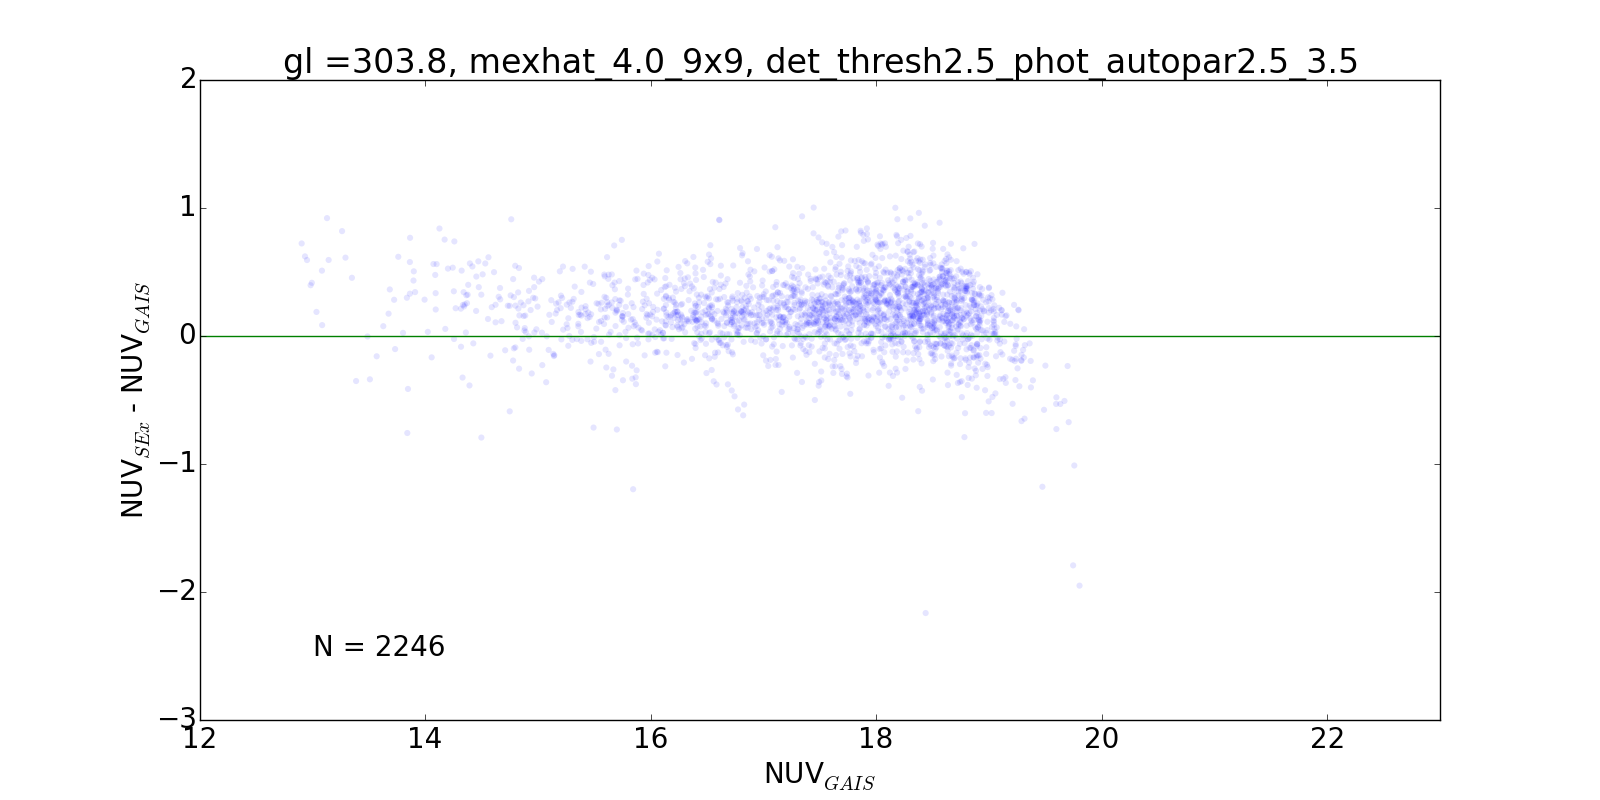 gl =303.8, mexhat_4.0_9x9, det_thresh2.5_phot_autopar2.5_3.5
2
1
0
−1
−2
−3
NUV_SEx - NUV_GAIS
N = 2246
12 14 16 18 20 22
NUV_GAIS